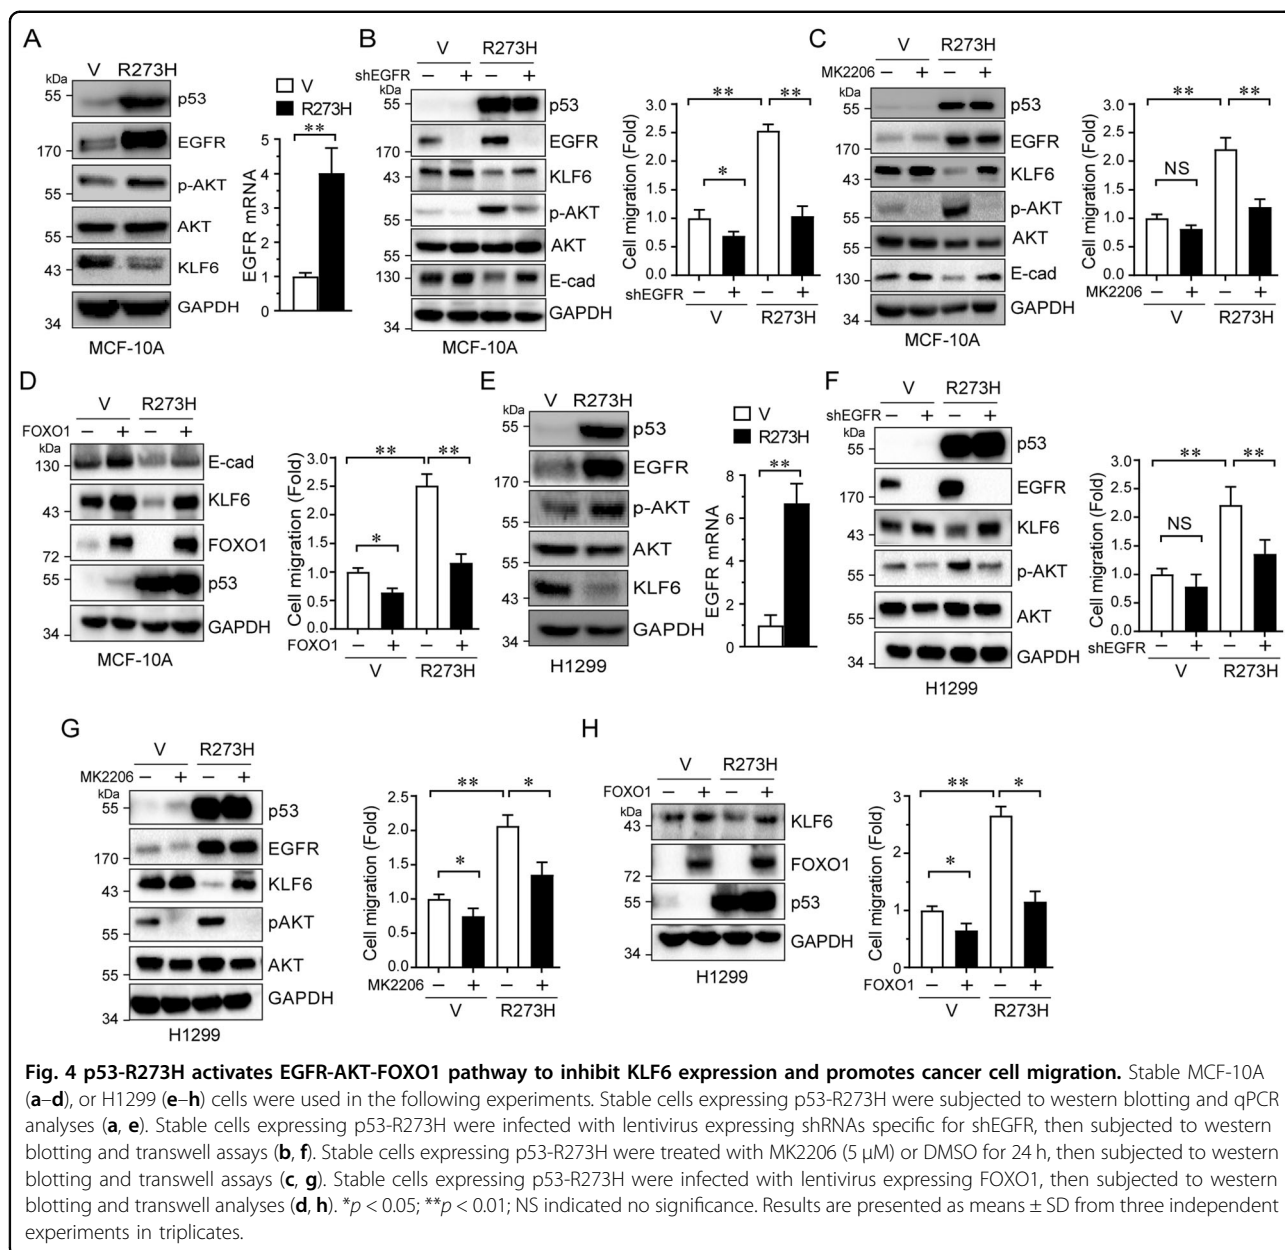 A
V R273H
kDa
55
170
55
55
43
34
p53
EGFR
p-AKT
AKT
KLF6
GAPDH
MCF-10A
V
R273H
**
EGFR mRNA
5
4
3
2
1
0
B
V R273H
shEGFR − + − +
kDa
55
170
43
55
55
130
34
p53
EGFR
KLF6
p-AKT
AKT
E-cad
GAPDH
MCF-10A
Cell migration (Fold)
3.0
2.5
2.0
1.5
1.0
0.5
0.0
** **
*
shEGFR − + − +
V R273H
C
V R273H
MK2206 − + − +
kDa
55
170
43
55
55
130
34
p53
EGFR
KLF6
p-AKT
AKT
E-cad
GAPDH
MCF-10A
Cell migration (Fold)
3.0
2.5
2.0
1.5
1.0
0.5
0.0
** **
NS
MK2206 − + − +
V R273H
D
V R273H
FOXO1 − + − +
kDa
130
43
72
55
34
E-cad
KLF6
FOXO1
p53
GAPDH
MCF-10A
Cell migration (Fold)
3.0
2.5
2.0
1.5
1.0
0.5
0.0
** **
*
FOXO1 − + − +
V R273H
E
V R273H
kDa
55
170
55
55
43
34
p53
EGFR
p-AKT
AKT
KLF6
GAPDH
H1299
V
R273H
**
EGFR mRNA
8
6
4
2
0
F
V R273H
shEGFR − + − +
kDa
55
170
43
55
55
34
p53
EGFR
KLF6
p-AKT
AKT
GAPDH
H1299
Cell migration (Fold)
3.0
2.5
2.0
1.5
1.0
0.5
0.0
** **
NS
shEGFR − + − +
V R273H
G
V R273H
MK2206 − + − +
kDa
55
170
43
55
55
34
p53
EGFR
KLF6
pAKT
AKT
GAPDH
H1299
Cell migration (Fold)
2.5
2.0
1.5
1.0
0.5
0.0
** *
*
MK2206 − + − +
V R273H
H
V R273H
FOXO1 − + − +
kDa
43
72
55
34
KLF6
FOXO1
p53
GAPDH
H1299
Cell migration (Fold)
3
2
1
0
** *
*
FOXO1 − + − +
V R273H
Fig. 4 p53-R273H activates EGFR-AKT-FOXO1 pathway to inhibit KLF6 expression and promotes cancer cell migration. Stable MCF-10A
(a–d), or H1299 (e–h) cells were used in the following experiments. Stable cells expressing p53-R273H were subjected to western blotting and qPCR
analyses (a, e). Stable cells expressing p53-R273H were infected with lentivirus expressing shRNAs specific for shEGFR, then subjected to western
blotting and transwell assays (b, f). Stable cells expressing p53-R273H were treated with MK2206 (5 μM) or DMSO for 24 h, then subjected to western
blotting and transwell assays (c, g). Stable cells expressing p53-R273H were infected with lentivirus expressing FOXO1, then subjected to western
blotting and transwell analyses (d, h). *p < 0.05; **p < 0.01; NS indicated no significance. Results are presented as means ± SD from three independent
experiments in triplicates.